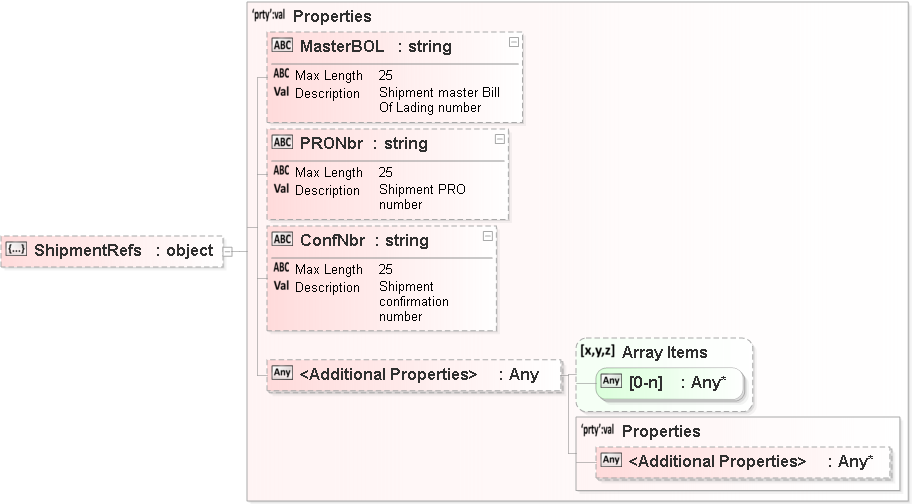 'prty':val Properties
ABC MasterBOL : string
ABC Max Length 25
Val Description Shipment master Bill
Of Lading number
ABC PRONbr : string
ABC Max Length 25
Val Description Shipment PRO
number
{...} ShipmentRefs : object
ABC ConfNbr : string
ABC Max Length 25
Val Description Shipment
confirmation
number
Any <Additional Properties> : Any
[x,y,z] Array Items
Any [0-n] : Any*
'prty':val Properties
Any <Additional Properties> : Any*